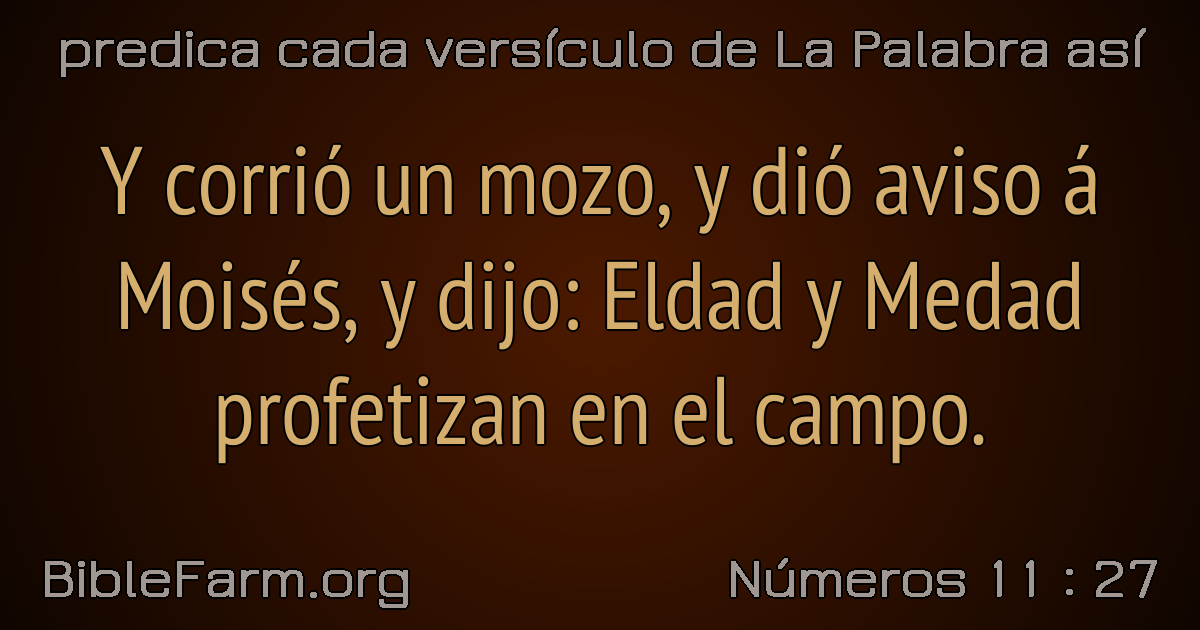 predica cada versículo de La Palabra así
Y corrió un mozo, y dió aviso á
Moisés, y dijo: Eldad y Medad
profetizan en el campo.
BibleFarm.org
Números 11 : 27